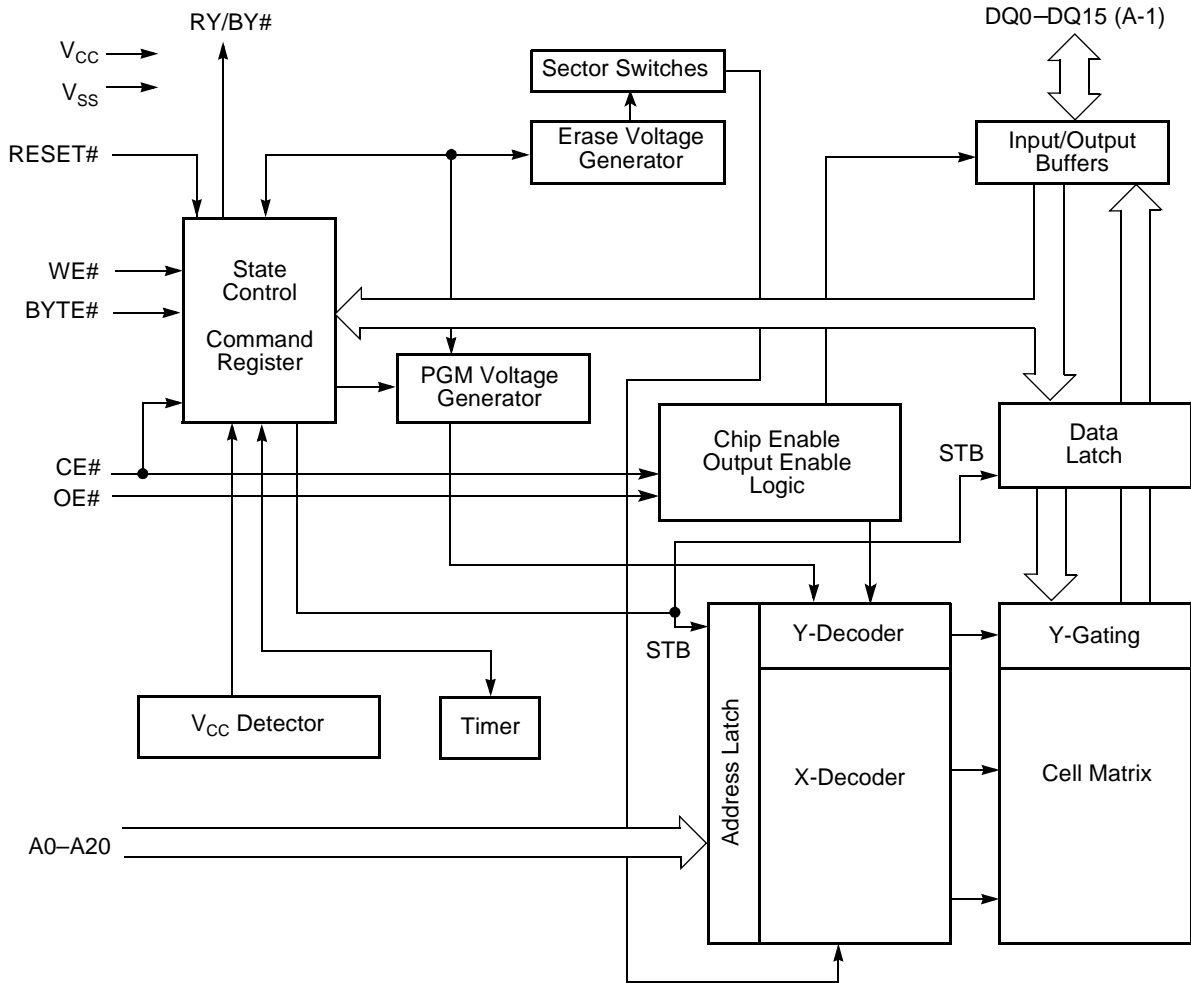 RY/BY#
DQ0–DQ15 (A-1)
VCC
VSS
Sector Switches
Erase Voltage
Generator
Input/Output
Buffers
RESET#
WE#
BYTE#
State
Control
Command
Register
PGM Voltage
Generator
Chip Enable
Output Enable
Logic
Data
Latch
STB
CE#
OE#
STB
Y-Decoder
Y-Gating
VCC Detector
Timer
Address Latch
X-Decoder
Cell Matrix
A0–A20